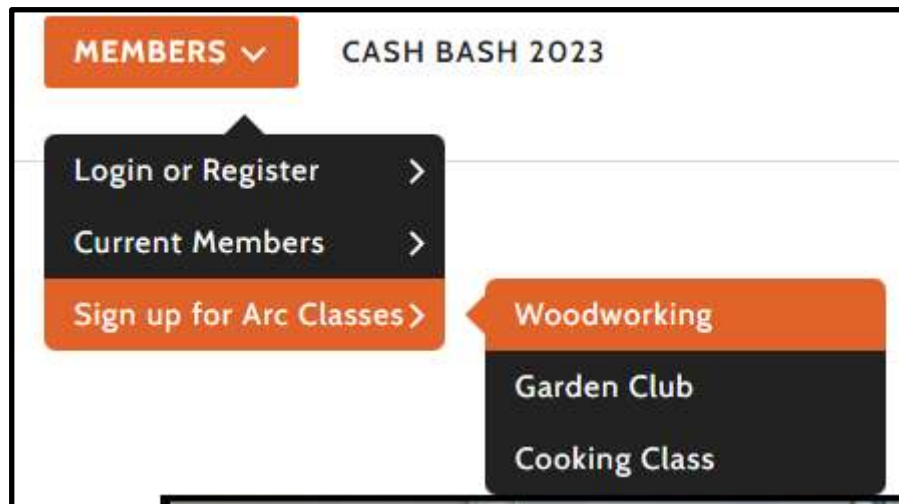 MEMBERS
CASH BASH 2023
Login or Register
Current Members
Sign up for Arc Classes
Woodworking
Garden Club
Cooking Class